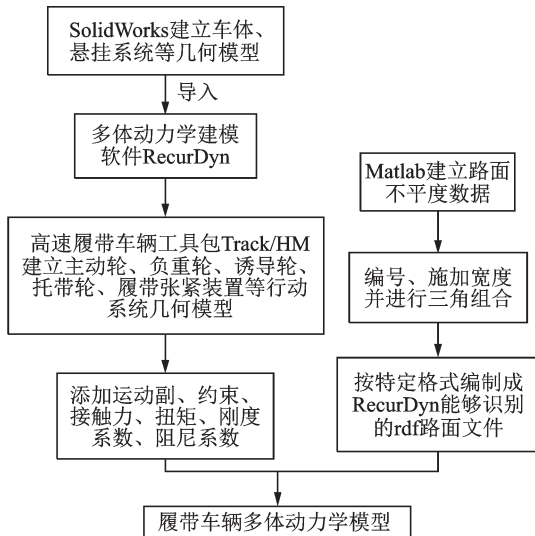 SolidWorks建立车体、
悬挂系统等几何模型
导入
多体动力学建模
软件RecurDyn
高速履带车辆工具包Track/HM
建立主动轮、负重轮、诱导轮、
托带轮、履带张紧装置等行动
系统几何模型
添加运动副、约束、
接触力、扭矩、刚度
系数、阻尼系数
Matlab建立路面
不平度数据
编号、施加宽度
并进行三角组合
按特定格式编制成
RecurDyn能够识别
的rdf路面文件
履带车辆多体动力学模型